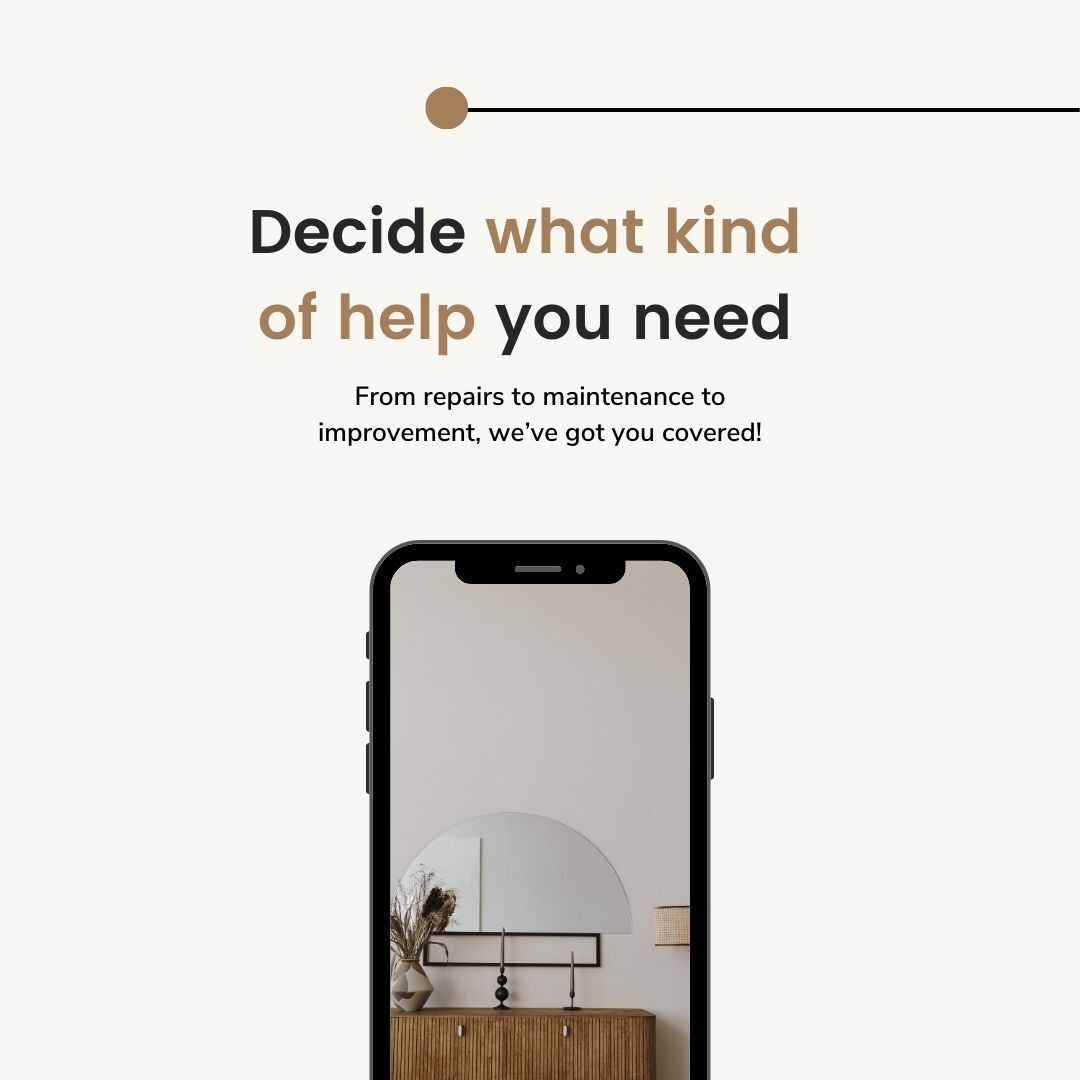 Decide what kind
of help you need
From repairs to maintenance to
improvement, we’ve got you covered!